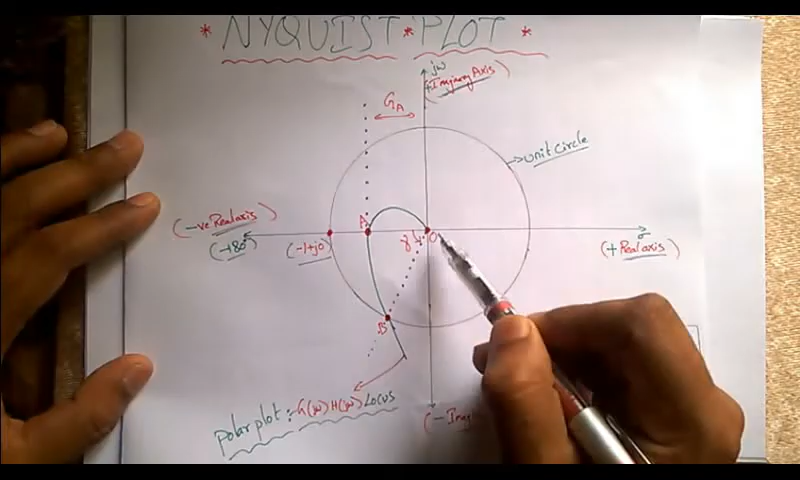 * NYQUIST * PLOT *
jω
+Imaginary Axis)
GA
unit circle
(-ve Real axis)
A
(-180°
(-1+j0)
γ
O
σ
(+ Real axis)
B
polar plot:- G(jω) H(jω) Locus
(- Imag